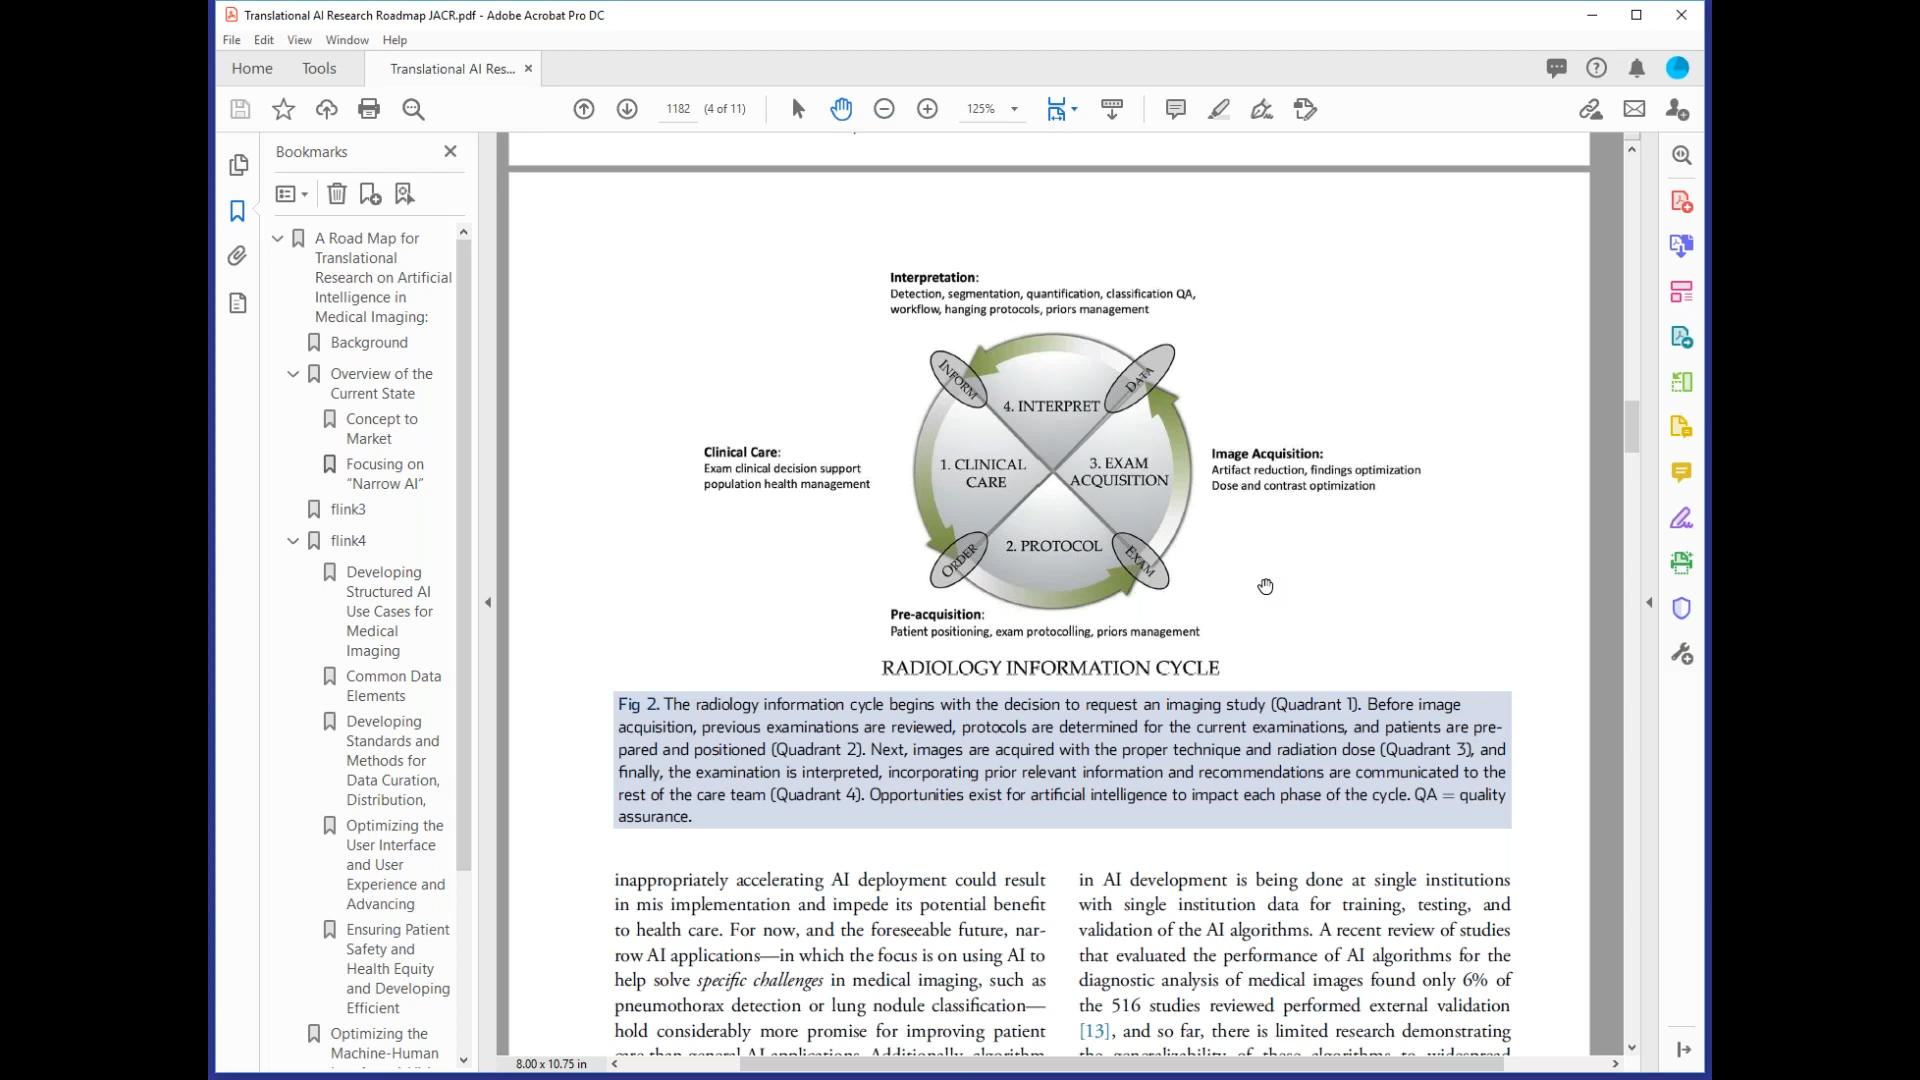 Translational AI Research Roadmap JACR.pdf - Adobe Acrobat Pro DC
File Edit View Window Help
Home Tools Translational AI Res...
1182 (4 of 11) 125%
Bookmarks
A Road Map for
Translational
Research on Artificial
Intelligence in
Medical Imaging:
Background
Overview of the
Current State
Concept to
Market
Focusing on
“Narrow AI”
flink3
flink4
Developing
Structured AI
Use Cases for
Medical
Imaging
Common Data
Elements
Developing
Standards and
Methods for
Data Curation,
Distribution,
Optimizing the
User Interface
and User
Experience and
Advancing
Ensuring Patient
Safety and
Health Equity
and Developing
Efficient
Optimizing the
Machine-Human
Interpretation:
Detection, segmentation, quantification, classification QA,
workflow, hanging protocols, priors management
INFORM
DATA
4. INTERPRET
Clinical Care:
Exam clinical decision support
population health management
1. CLINICAL
CARE
3. EXAM
ACQUISITION
Image Acquisition:
Artifact reduction, findings optimization
Dose and contrast optimization
2. PROTOCOL
ORDER
EXAM
Pre-acquisition:
Patient positioning, exam protocolling, priors management
RADIOLOGY INFORMATION CYCLE
Fig 2. The radiology information cycle begins with the decision to request an imaging study (Quadrant 1). Before image
acquisition, previous examinations are reviewed, protocols are determined for the current examinations, and patients are pre-
pared and positioned (Quadrant 2). Next, images are acquired with the proper technique and radiation dose (Quadrant 3), and
finally, the examination is interpreted, incorporating prior relevant information and recommendations are communicated to the
rest of the care team (Quadrant 4). Opportunities exist for artificial intelligence to impact each phase of the cycle. QA = quality
assurance.
inappropriately accelerating AI deployment could result
in mis implementation and impede its potential benefit
to health care. For now, and the foreseeable future, nar-
row AI applications—in which the focus is on using AI to
help solve specific challenges in medical imaging, such as
pneumothorax detection or lung nodule classification—
hold considerably more promise for improving patient
care than general AI applications. Additionally, algorithm
in AI development is being done at single institutions
with single institution data for training, testing, and
validation of the AI algorithms. A recent review of studies
that evaluated the performance of AI algorithms for the
diagnostic analysis of medical images found only 6% of
the 516 studies reviewed performed external validation
[13], and so far, there is limited research demonstrating
the generalizability of these algorithms to widespread
8.00 x 10.75 in